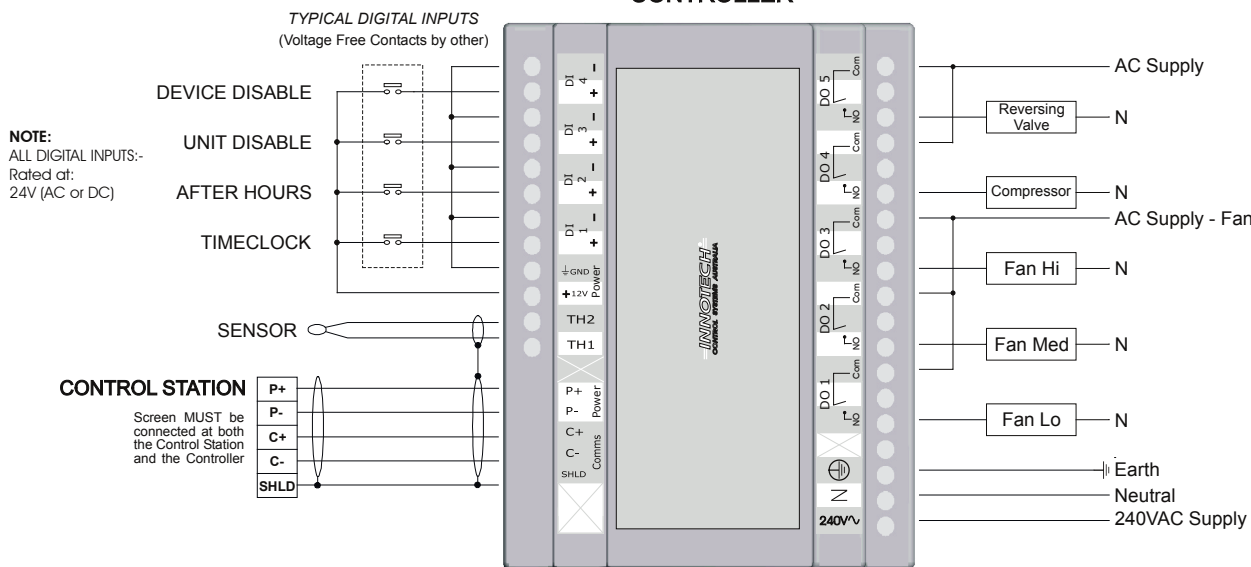 CONTROLLER
TYPICAL DIGITAL INPUTS
(Voltage Free Contacts by other)
DEVICE DISABLE
UNIT DISABLE
AFTER HOURS
TIMECLOCK
NOTE:
ALL DIGITAL INPUTS:-
Rated at:
24V (AC or DC)
SENSOR
CONTROL STATION
Screen MUST be
connected at both
the Control Station
and the Controller
P+
P-
C+
C-
SHLD
DI 4 - +
DI 3 - +
DI 2 - +
DI 1 - +
GND
+12V
Power
TH2
TH1
P+
P-
Power
C+
C-
SHLD
Comms
INNOTECH
CONTROL SYSTEMS AUSTRALIA
DO 5 Com NO
DO 4 Com NO
DO 3 Com NO
DO 2 Com NO
DO 1 Com NO
N
240V~
AC Supply
Reversing
Valve
N
Compressor
N
AC Supply - Fan
Fan Hi
N
Fan Med
N
Fan Lo
N
Earth
Neutral
240VAC Supply